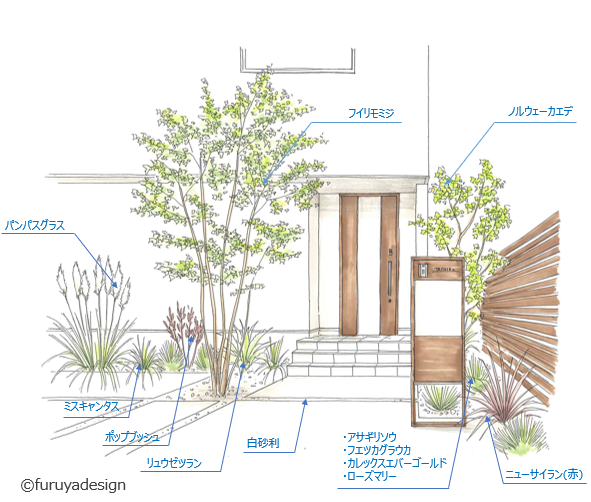 フイリモミジ
ノルウェーカエデ
パンパスグラス
ミスキャンタス
ポップブッシュ
リュウゼツラン
白砂利
・アサギリソウ
・フェツカグラウカ
・カレックスエバーゴールド
・ローズマリー
ニューサイラン(赤)
©furuyadesign